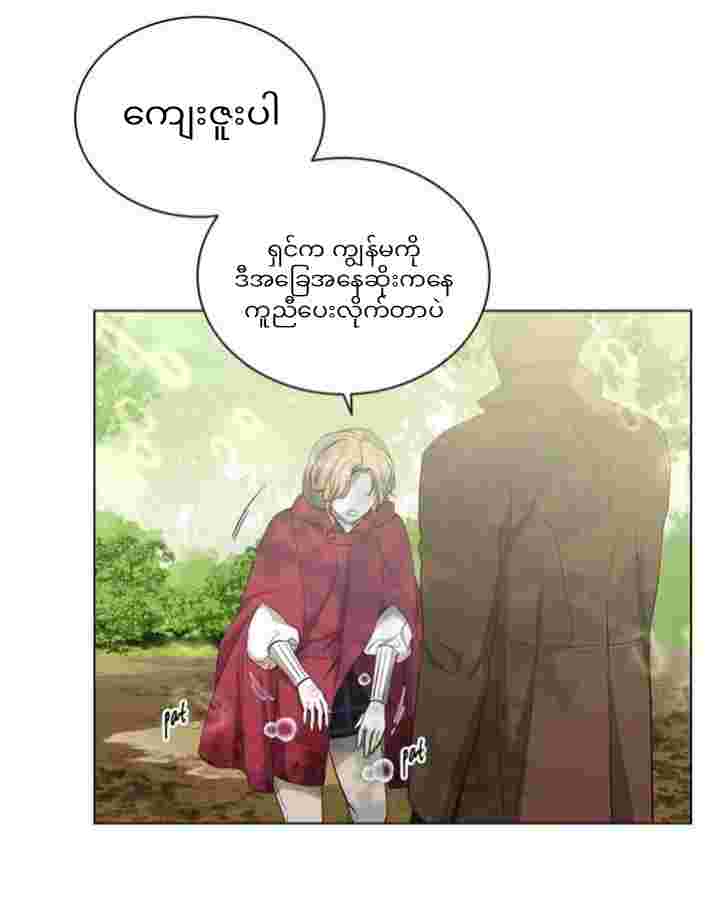 ကျေးဇူးပါ
ရှင်က ကျွန်မကို
ဒီအခြေအနေဆိုးကနေ
ကူညီပေးလိုက်တာပဲ
pat
pat